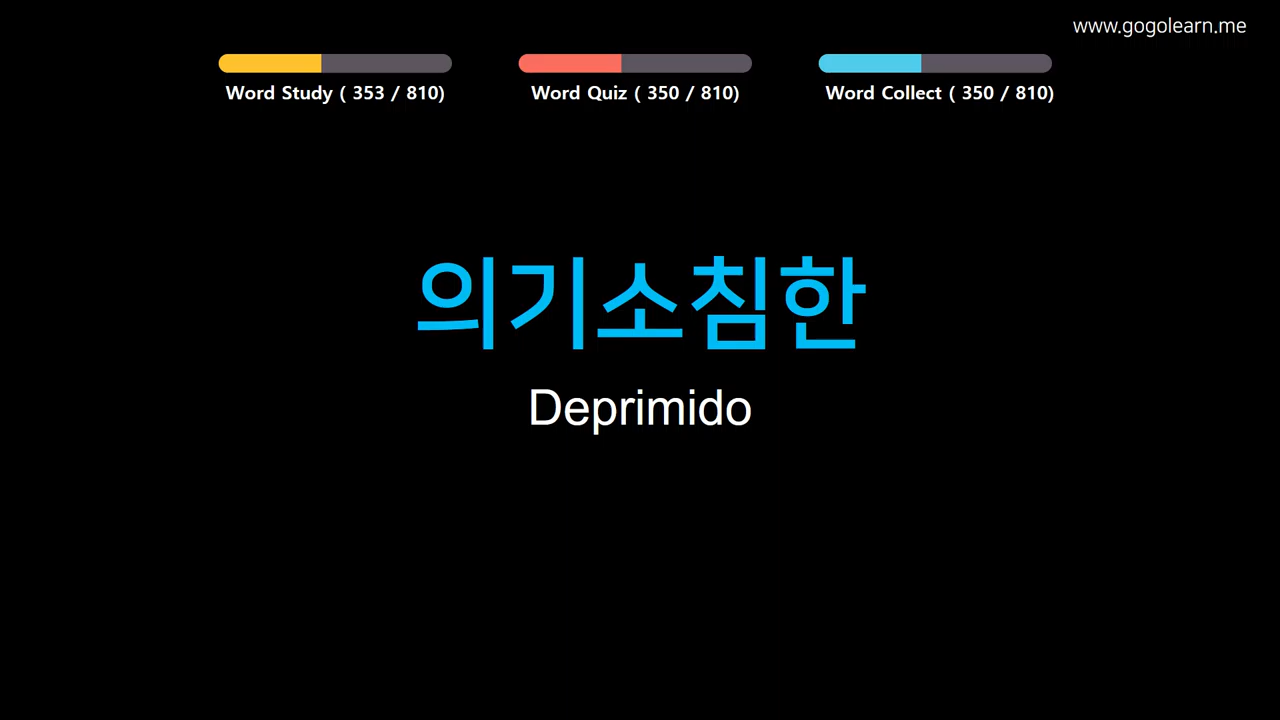 www.gogolearn.me
Word Study ( 353 / 810)
Word Quiz ( 350 / 810)
Word Collect ( 350 / 810)
의기소침한
Deprimido